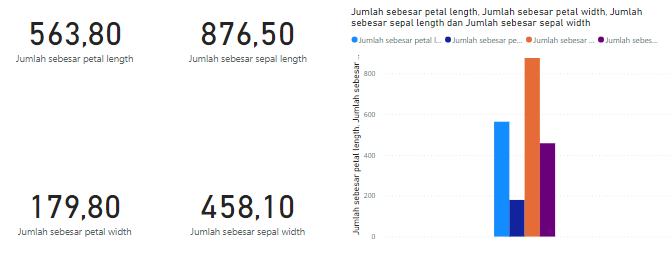 563,80
Jumlah sebesar petal length
876,50
Jumlah sebesar sepal length
179,80
Jumlah sebesar petal width
458,10
Jumlah sebesar sepal width
Jumlah sebesar petal length, Jumlah sebesar petal width, Jumlah
sebesar sepal length dan Jumlah sebesar sepal width
Jumlah sebesar petal l... Jumlah sebesar pe... Jumlah sebesar ... Jumlah sebes...
Jumlah sebesar petal length, Jumlah sebesar ...
800
600
400
200
0